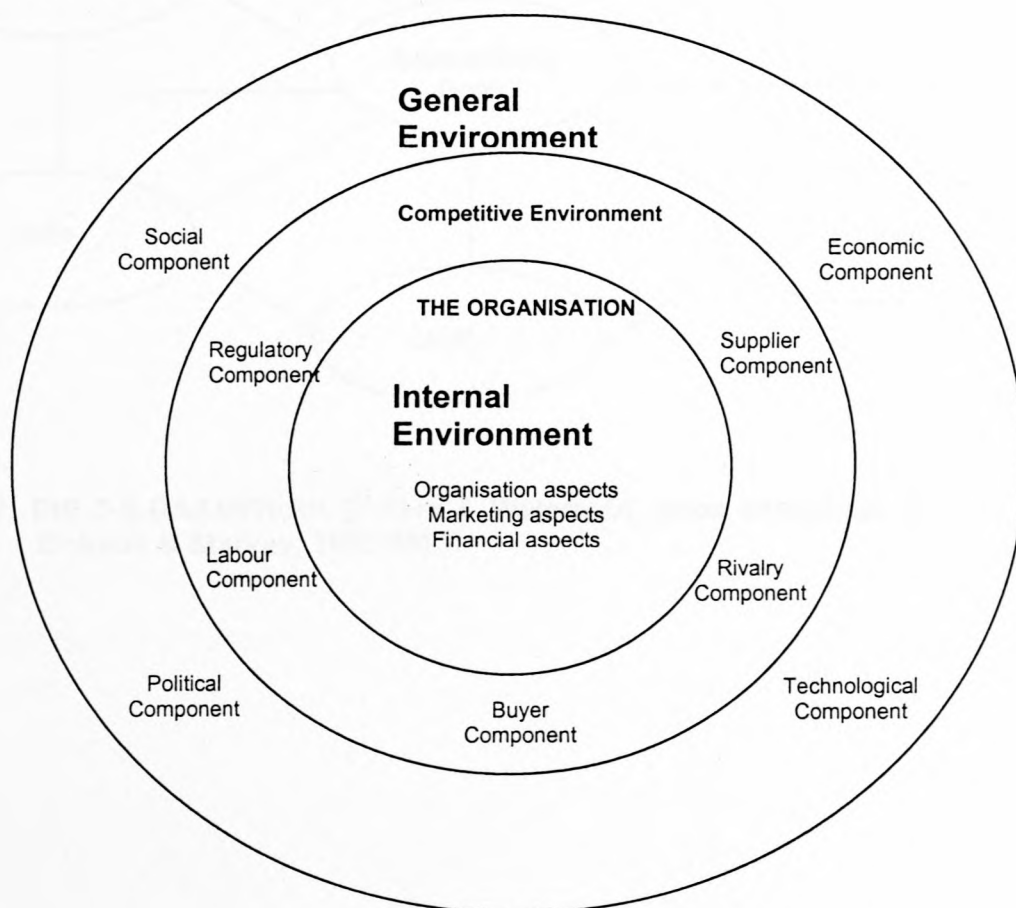 General
Environment
Competitive Environment
Social
Component
Economic
Component
THE ORGANISATION
Regulatory
Component
Supplier
Component
Internal
Environment
Organisation aspects
Marketing aspects
Financial aspects
Labour
Component
Rivalry
Component
Political
Component
Buyer
Component
Technological
Component